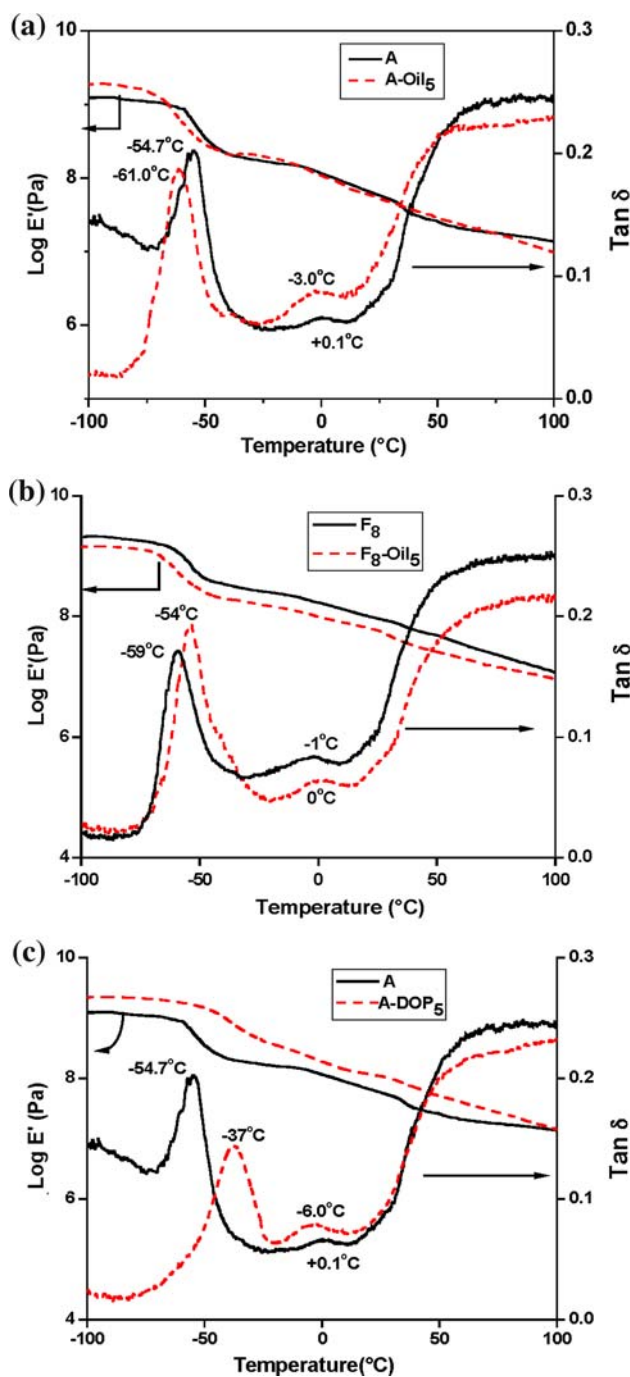 (a)
10
0.3
A
A-Oil5
-54.7°C
-61.0°C
8
0.2
Log E'(Pa)
Tan δ
-3.0°C
0.1
6
+0.1°C
0.0
-100 -50 0 50 100
Temperature (°C)
(b)
10
0.3
F8
F8-Oil5
8
-54°C
0.2
-59°C
Log E'(Pa)
Tan δ
-1°C
0.1
6
0°C
4
0.0
-100 -50 0 50 100
Temperature (°C)
(c)
10
0.3
A
A-DOP5
-54.7°C
8
0.2
Log E' (Pa)
Tan δ
-37°C
-6.0°C
0.1
6
+0.1°C
4
0.0
-100 -50 0 50 100
Temperature(°C)